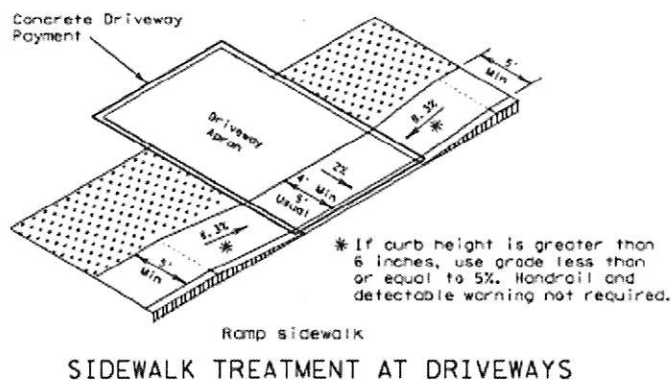 Concrete Driveway
Payment
5'
Min
8.3%
*
Driveway
Apron
2%
4' Min
5'
Usual
8.3%
*
5'
Min
* If curb height is greater than
6 inches, use grade less than
or equal to 5%. Handrail and
detectable warning not required.
Ramp sidewalk
SIDEWALK TREATMENT AT DRIVEWAYS